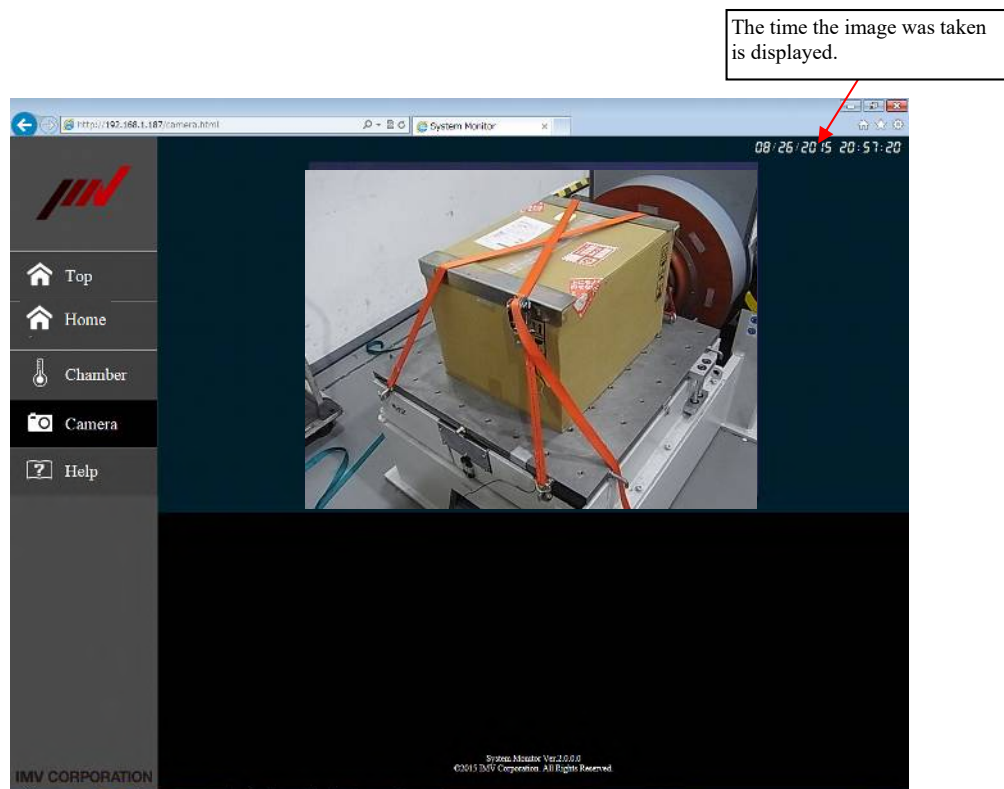 The time the image was taken
is displayed.
http://192.168.1.187/camera.html
System Monitor
08/26/2015 20:57:20
IMV
Top
Home
Chamber
Camera
Help
System Monitor Ver.2.0.0.0
©2015 IMV Corporation. All Rights Reserved.
IMV CORPORATION